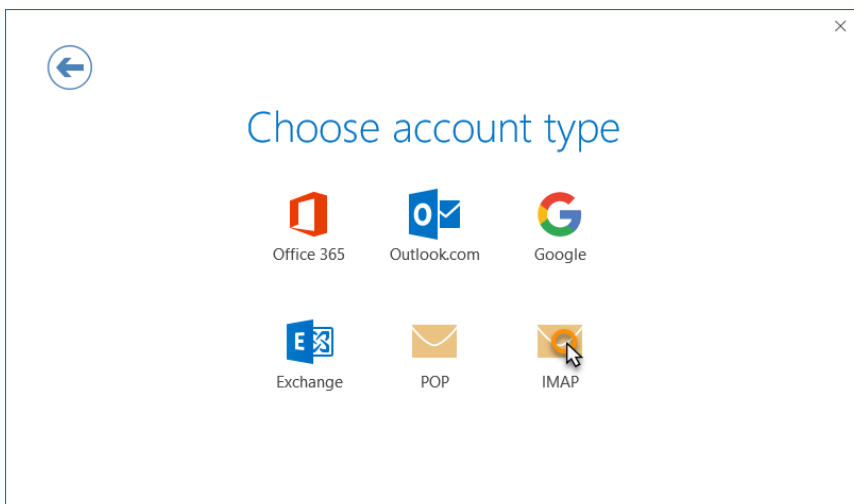 Choose account type
Office 365
Outlook.com
Google
Exchange
POP
IMAP